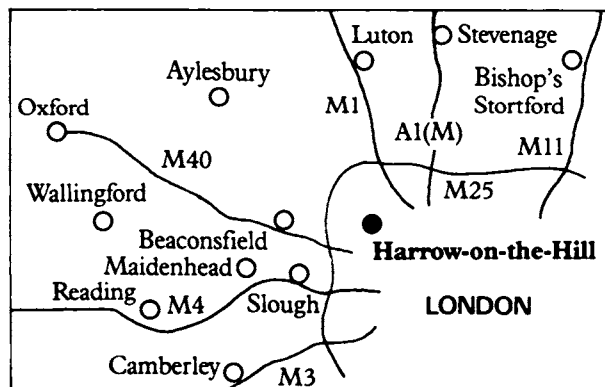 Luton
Stevenage
Aylesbury
Bishop's
Stortford
Oxford
M1
A1(M)
M11
M40
M25
Wallingford
Beaconsfield
Harrow-on-the-Hill
Maidenhead
Reading
M4
Slough
LONDON
Camberley
M3